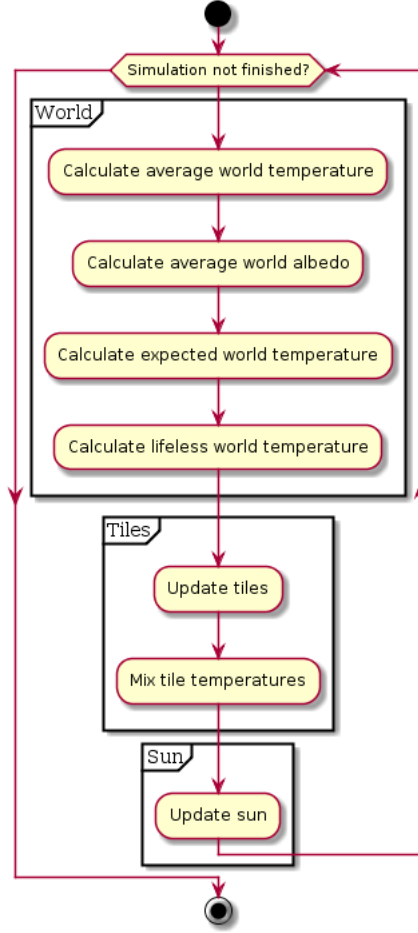 Simulation not finished?
World
Calculate average world temperature
Calculate average world albedo
Calculate expected world temperature
Calculate lifeless world temperature
Tiles
Update tiles
Mix tile temperatures
Sun
Update sun